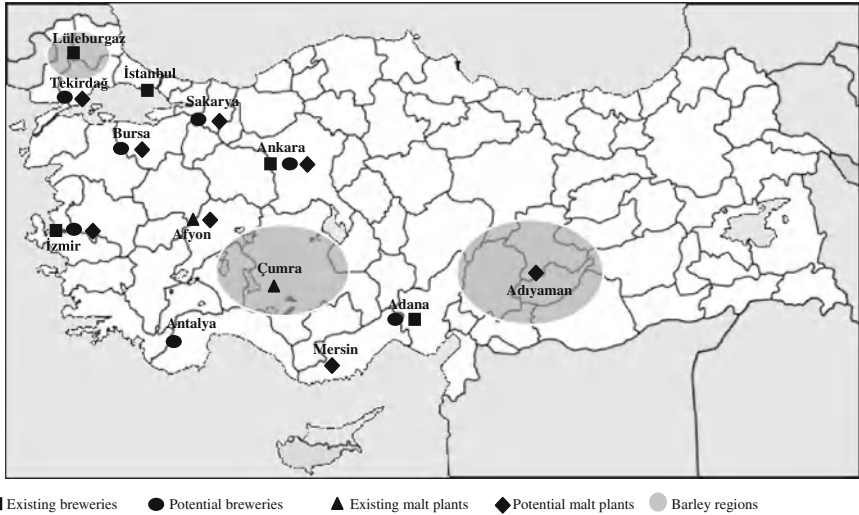 Lüleburgaz
Tekirdağ
İstanbul
Sakarya
Bursa
Ankara
Afyon
İzmir
Çumra
Adıyaman
Adana
Antalya
Mersin
Existing breweries Potential breweries Existing malt plants Potential malt plants Barley regions